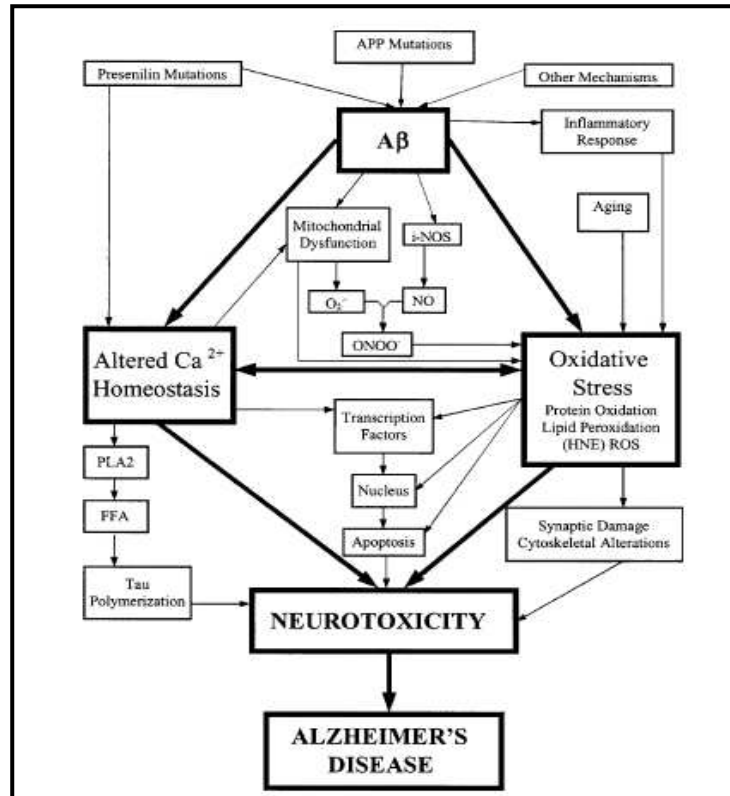 APP Mutations
Presenilin Mutations
Other Mechanisms
Aβ
Inflammatory
Response
Aging
Mitochondrial
Dysfunction
i-NOS
O₂⁻
NO
ONOO⁻
Altered Ca 2+
Homeostasis
Oxidative
Stress
Protein Oxidation
Lipid Peroxidation
(HNE) ROS
Transcription
Factors
PLA2
Nucleus
FFA
Apoptosis
Synaptic Damage
Cytoskeletal Alterations
Tau
Polymerization
NEUROTOXICITY
ALZHEIMER'S
DISEASE